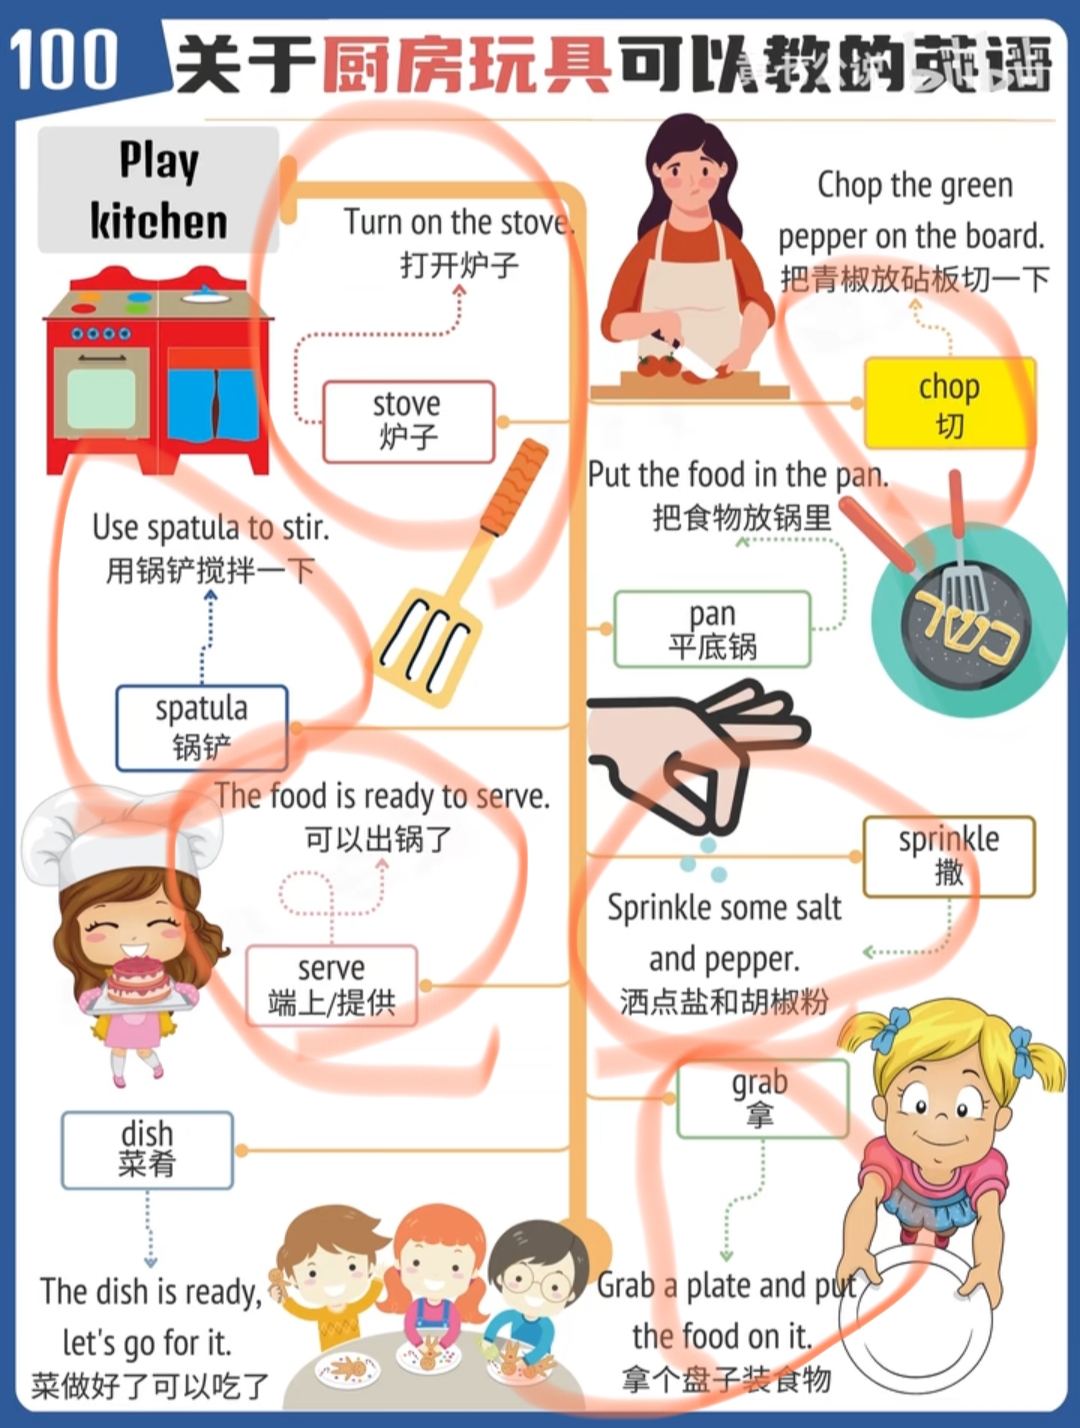 100
关于厨房玩具可以教的英语
Play
kitchen
Turn on the stove.
打开炉子
stove
炉子
Chop the green
pepper on the board.
把青椒放砧板切一下
chop
切
Use spatula to stir.
用锅铲搅拌一下
spatula
锅铲
Put the food in the pan.
把食物放锅里
pan
平底锅
כשר
The food is ready to serve.
可以出锅了
serve
端上/提供
sprinkle
撒
Sprinkle some salt
and pepper.
洒点盐和胡椒粉
dish
菜肴
The dish is ready,
let's go for it.
菜做好了可以吃了
grab
拿
Grab a plate and put
the food on it.
拿个盘子装食物